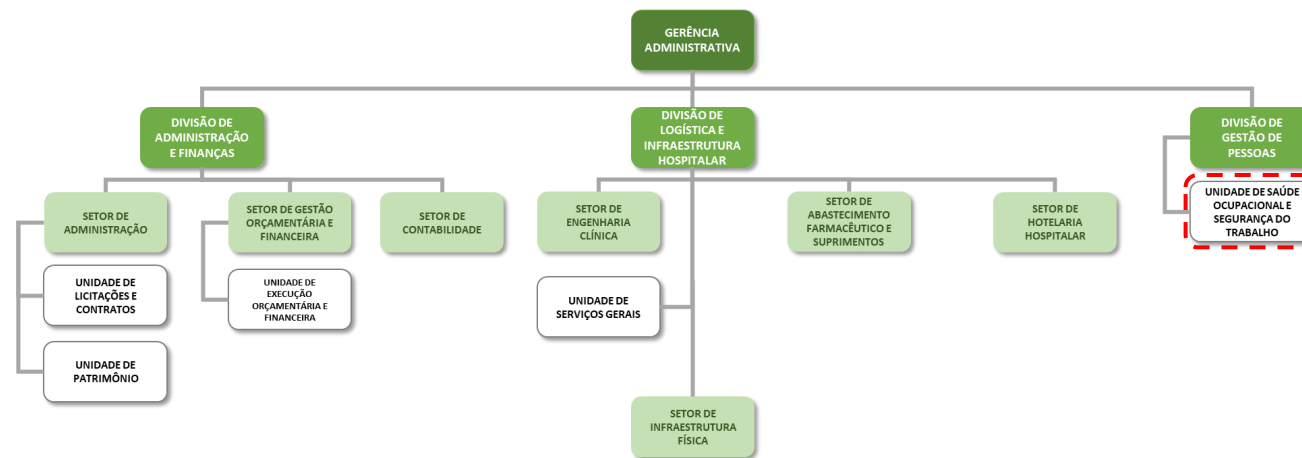 GERÊNCIA
ADMINISTRATIVA
DIVISÃO DE
ADMINISTRAÇÃO
E FINANÇAS
DIVISÃO DE
LOGÍSTICA E
INFRAESTRUTURA
HOSPITALAR
DIVISÃO DE
GESTÃO DE
PESSOAS
SETOR DE
ADMINISTRAÇÃO
SETOR DE GESTÃO
ORÇAMENTÁRIA E
FINANCEIRA
SETOR DE
CONTABILIDADE
SETOR DE
ENGENHARIA
CLÍNICA
SETOR DE
ABASTECIMENTO
FARMACÊUTICO E
SUPRIMENTOS
SETOR DE
HOTELARIA
HOSPITALAR
UNIDADE DE SAÚDE
OCUPACIONAL E
SEGURANÇA DO
TRABALHO
UNIDADE DE
LICITAÇÕES E
CONTRATOS
UNIDADE DE
EXECUÇÃO
ORÇAMENTÁRIA E
FINANCEIRA
UNIDADE DE
SERVIÇOS GERAIS
UNIDADE DE
PATRIMÔNIO
SETOR DE
INFRAESTRUTURA
FÍSICA